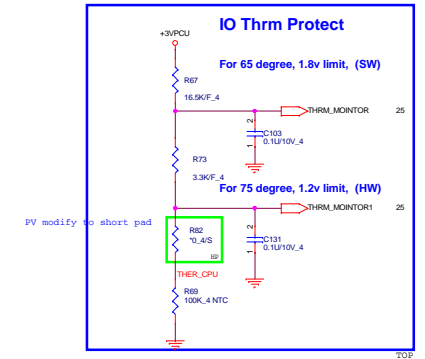 IO Thrm Protect
+3VPCU
For 65 degree, 1.8v limit, (SW)
R67
16.5K/F_4
THRM_MOINTOR 25
2
C103
0.1U/10V_4
1
R73
3.3K/F_4
For 75 degree, 1.2v limit, (HW)
THRM_MOINTOR1 25
PV modify to short pad
R82
*0_4/S
HP
2
C131
0.1U/10V_4
1
THER_CPU
R69
100K_4 NTC
TOP